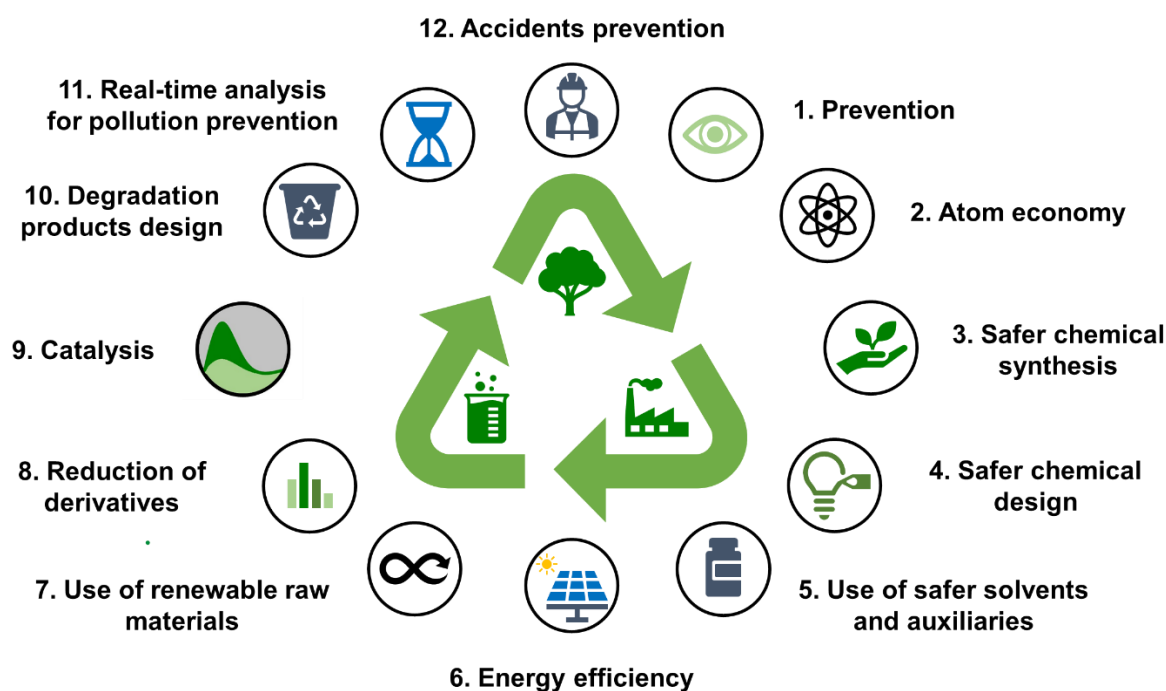 12. Accidents prevention
11. Real-time analysis
for pollution prevention
1. Prevention
10. Degradation
products design
2. Atom economy
9. Catalysis
3. Safer chemical
synthesis
8. Reduction of
derivatives
4. Safer chemical
design
7. Use of renewable raw
materials
5. Use of safer solvents
and auxiliaries
6. Energy efficiency